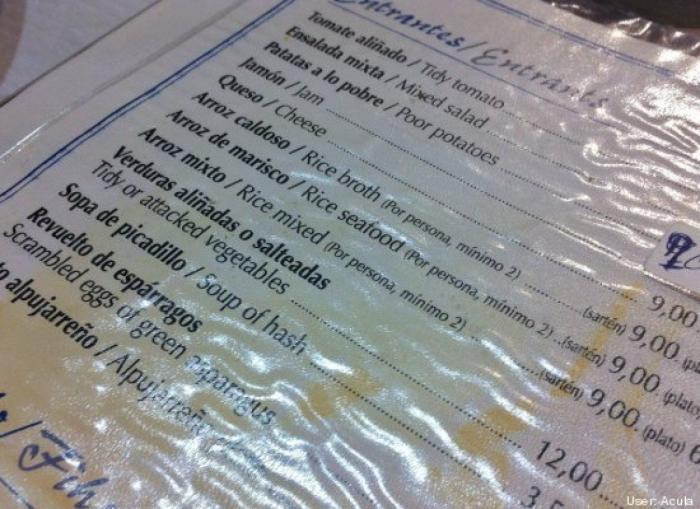 Entrantes / Entrants
Tomate aliñado / Tidy tomato
Ensalada mixta / Mixed salad
Patatas a lo pobre / Poor potatoes
Jamón / Jam
Queso / Cheese
Arroz caldoso / Rice broth (Por persona, mínimo 2) 9,00
Arroz de marisco / Rice seafood (Por persona, mínimo 2) (sartén) 9,00
Arroz mixto / Rice mixed (Por persona, mínimo 2) (sartén) 9,00 (plato)
Verduras aliñadas o salteadas (sartén) 9,00 (plato) 6
Tidy or attacked vegetables
Sopa de picadillo / Soup of hash 12,00
Revuelto de espárragos
Scrambled eggs of green asparagus
alpujarreño / Alpujarreño
User: Acula